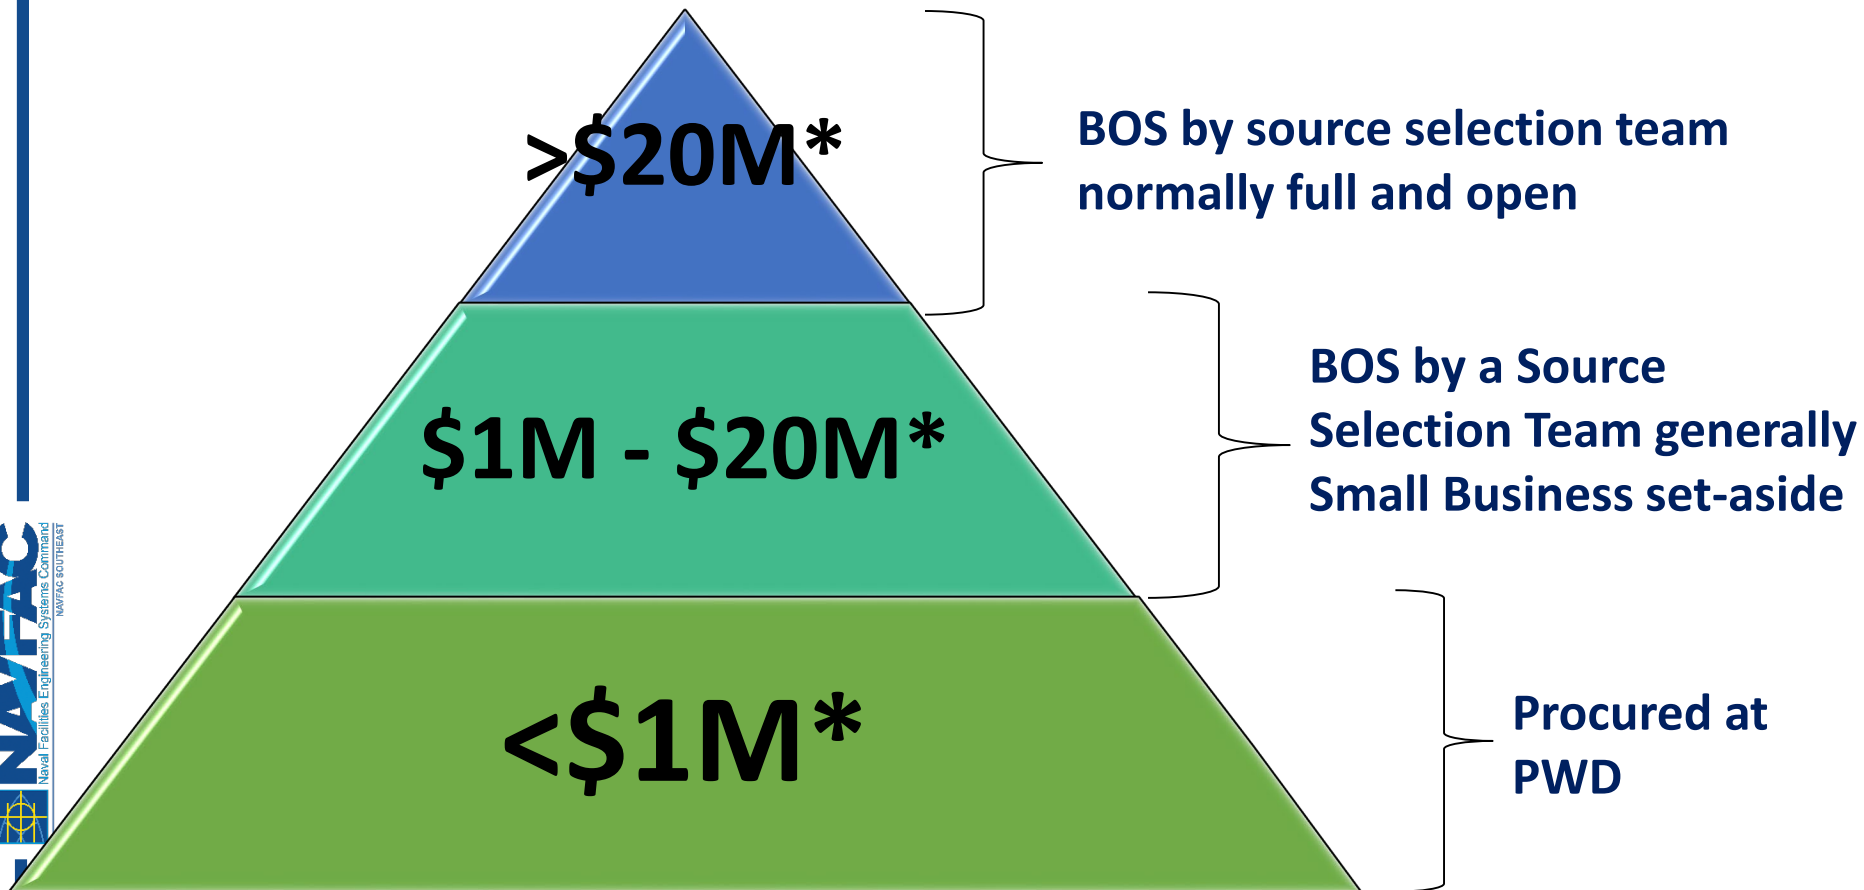 >$20M*
BOS by source selection team
normally full and open
$1M - $20M*
BOS by a Source
Selection Team generally
Small Business set-aside
<$1M*
Procured at
PWD
NAVFAC
Naval Facilities Engineering Systems Command
NAVFAC SOUTHEAST